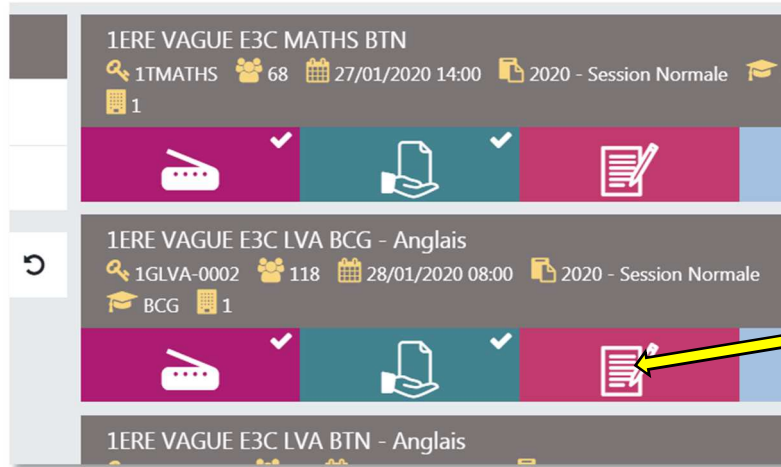 1ERE VAGUE E3C MATHS BTN
1TMATHS 68 27/01/2020 14:00 2020 - Session Normale
1
1ERE VAGUE E3C LVA BCG - Anglais
1GLVA-0002 118 28/01/2020 08:00 2020 - Session Normale
BCG 1
1ERE VAGUE E3C LVA BTN - Anglais